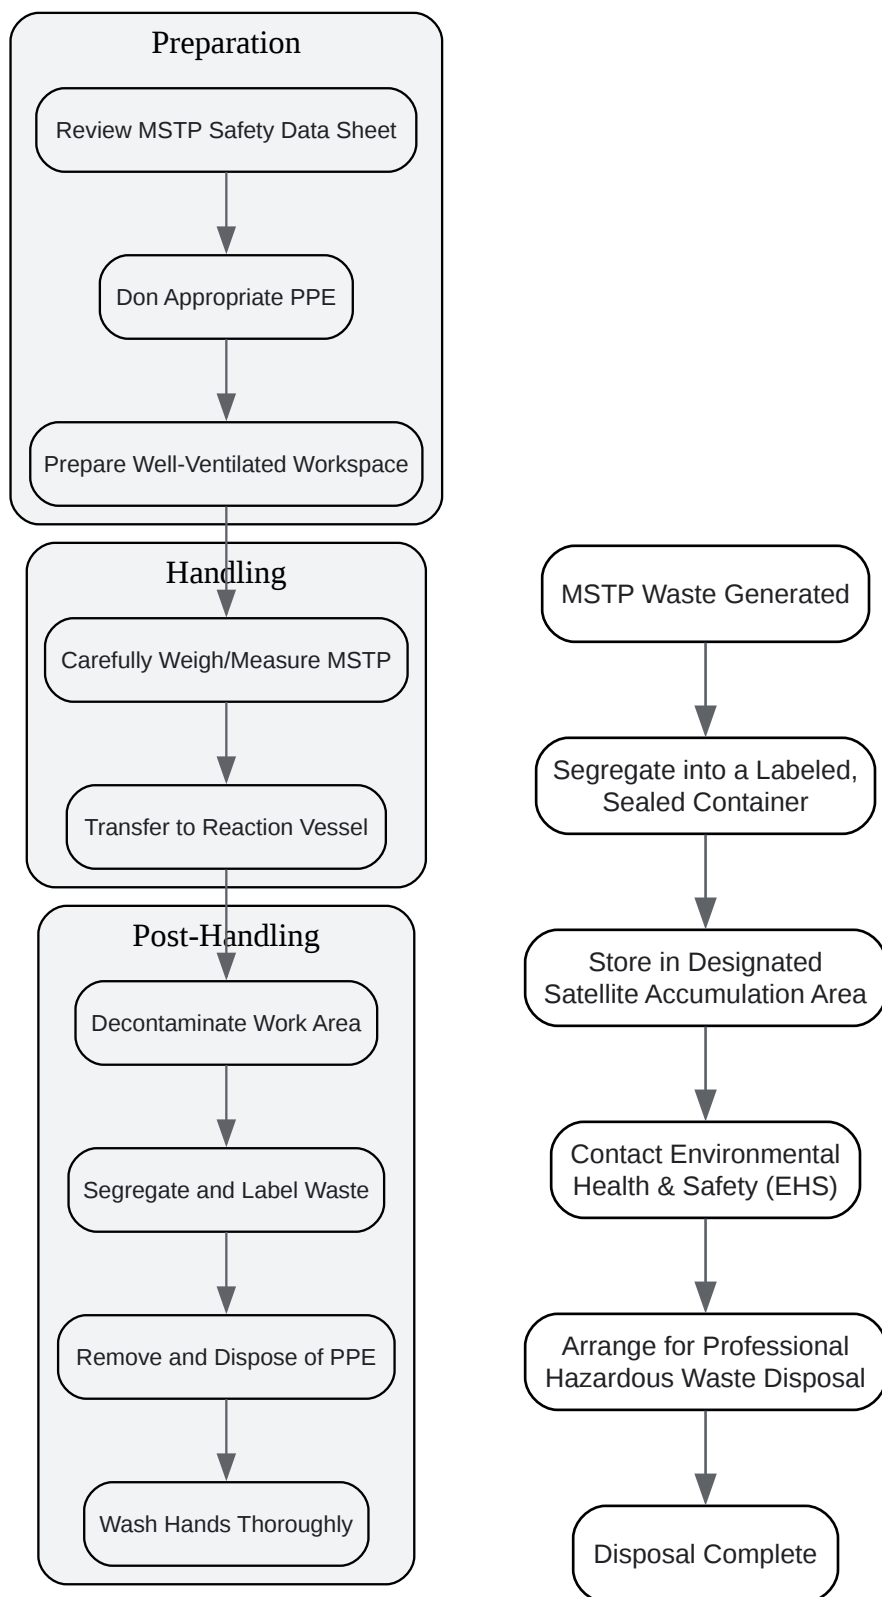 Preparation
Review MSTP Safety Data Sheet
Don Appropriate PPE
Prepare Well-Ventilated Workspace
Handling
Carefully Weigh/Measure MSTP
Transfer to Reaction Vessel
Post-Handling
Decontaminate Work Area
Segregate and Label Waste
Remove and Dispose of PPE
Wash Hands Thoroughly
MSTP Waste Generated
Segregate into a Labeled,
Sealed Container
Store in Designated
Satellite Accumulation Area
Contact Environmental
Health & Safety (EHS)
Arrange for Professional
Hazardous Waste Disposal
Disposal Complete